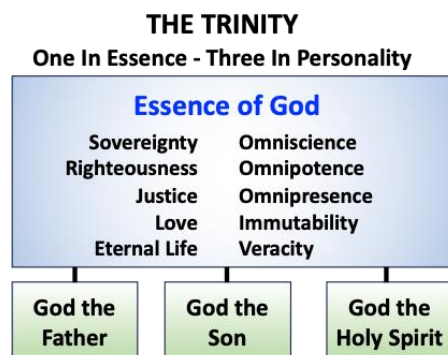 THE TRINITY
One In Essence - Three In Personality
Essence of God
Sovereignty Omniscience
Righteousness Omnipotence
Justice Omnipresence
Love Immutability
Eternal Life Veracity
God the Father
God the Son
God the Holy Spirit